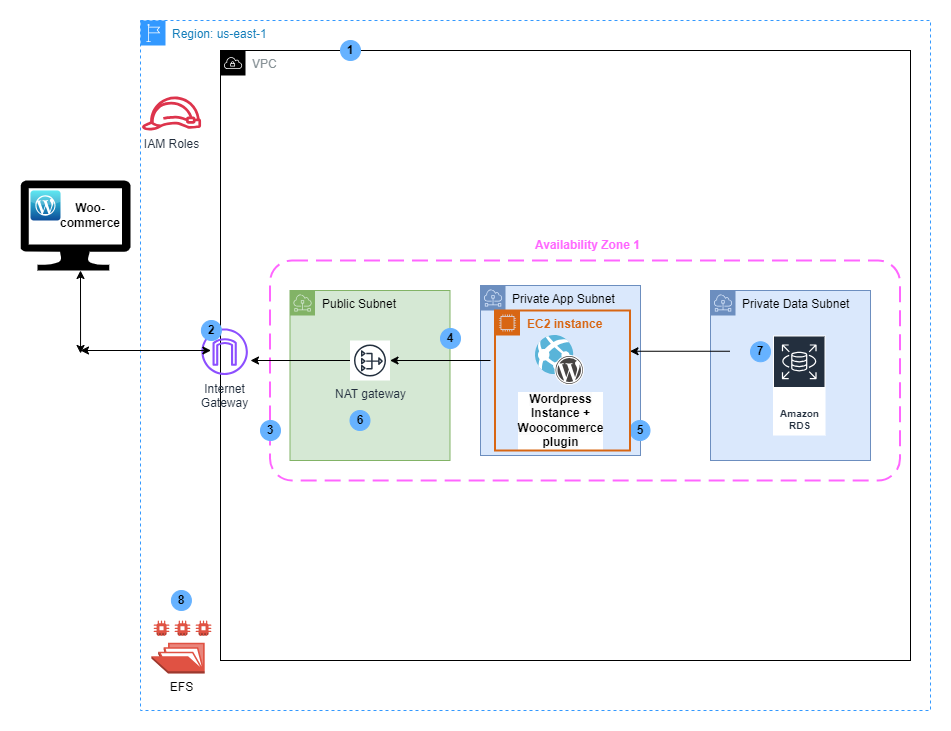 Region: us-east-1
1
VPC
IAM Roles
Woo-
commerce
Availability Zone 1
Public Subnet
Private App Subnet
Private Data Subnet
EC2 instance
2
4
7
Internet
Gateway
NAT gateway
Wordpress
Instance +
Woocommerce
plugin
Amazon
RDS
3
6
5
8
EFS